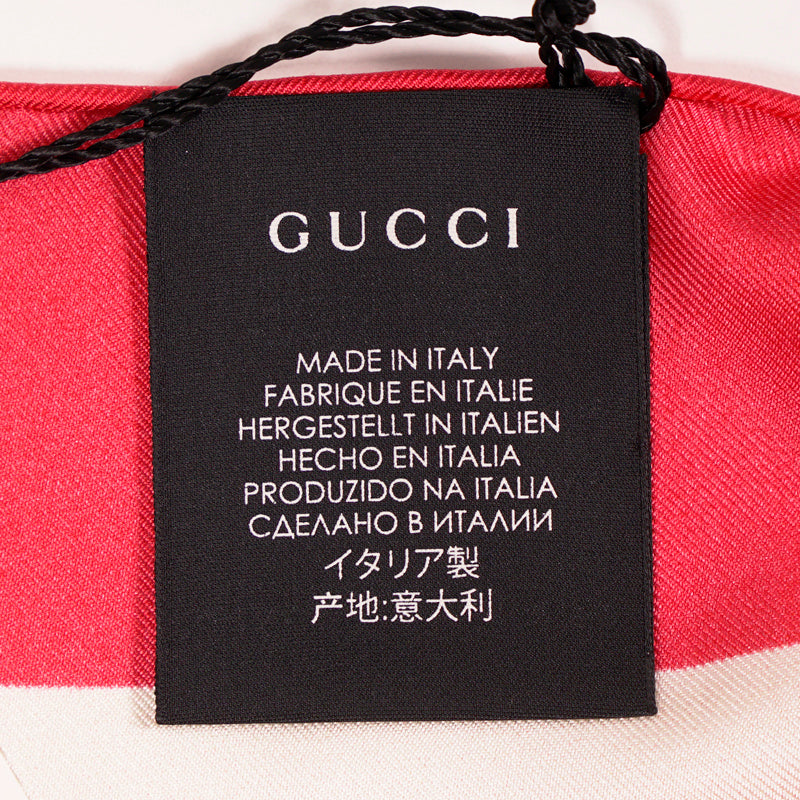 GUCCI
MADE IN ITALY
FABRIQUE EN ITALIE
HERGESTELLT IN ITALIEN
HECHO EN ITALIA
PRODUZIDO NA ITALIA
СДЕЛАНО В ИТАЛИИ
イタリア製
产地:意大利